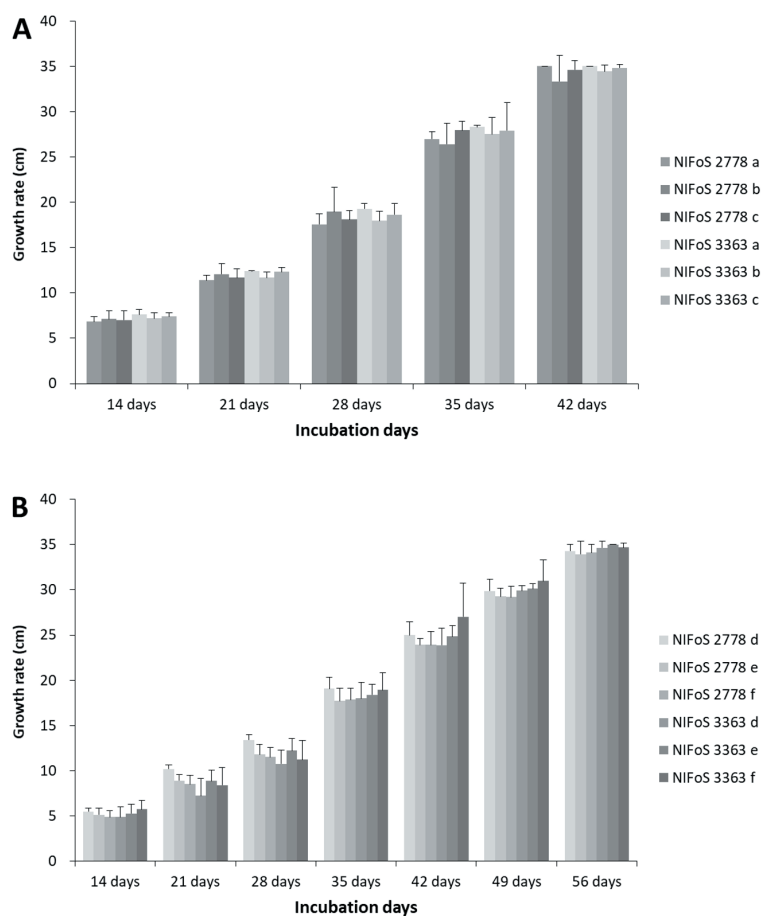 A
40
35
30
25
20
15
10
5
0
Growth rate (cm)
14 days 21 days 28 days 35 days 42 days
Incubation days
NIFoS 2778 a
NIFoS 2778 b
NIFoS 2778 c
NIFoS 3363 a
NIFoS 3363 b
NIFoS 3363 c
B
40
35
30
25
20
15
10
5
0
Growth rate (cm)
14 days 21 days 28 days 35 days 42 days 49 days 56 days
Incubation days
NIFoS 2778 d
NIFoS 2778 e
NIFoS 2778 f
NIFoS 3363 d
NIFoS 3363 e
NIFoS 3363 f